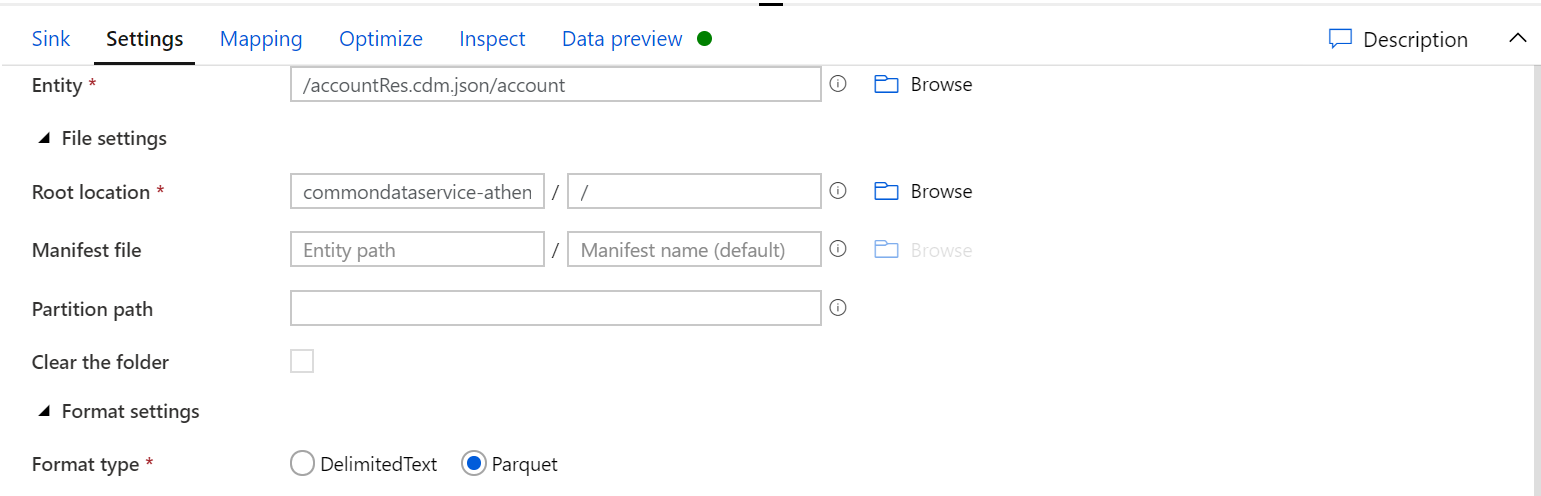 Sink Settings Mapping Optimize Inspect Data preview Description
Entity * /accountRes.cdm.json/account Browse
File settings
Root location * commondataservice-athen / / Browse
Manifest file Entity path / Manifest name (default) Browse
Partition path
Clear the folder
Format settings
Format type * DelimitedText Parquet